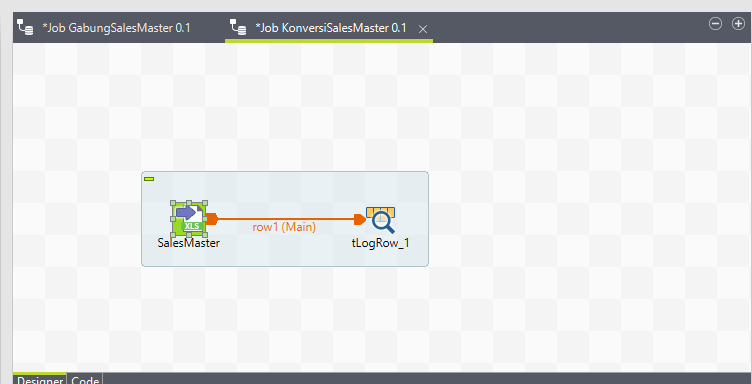 *Job GabungSalesMaster 0.1
*Job KonversiSalesMaster 0.1
XLS
row1 (Main)
SalesMaster
tLogRow_1
Designer Code